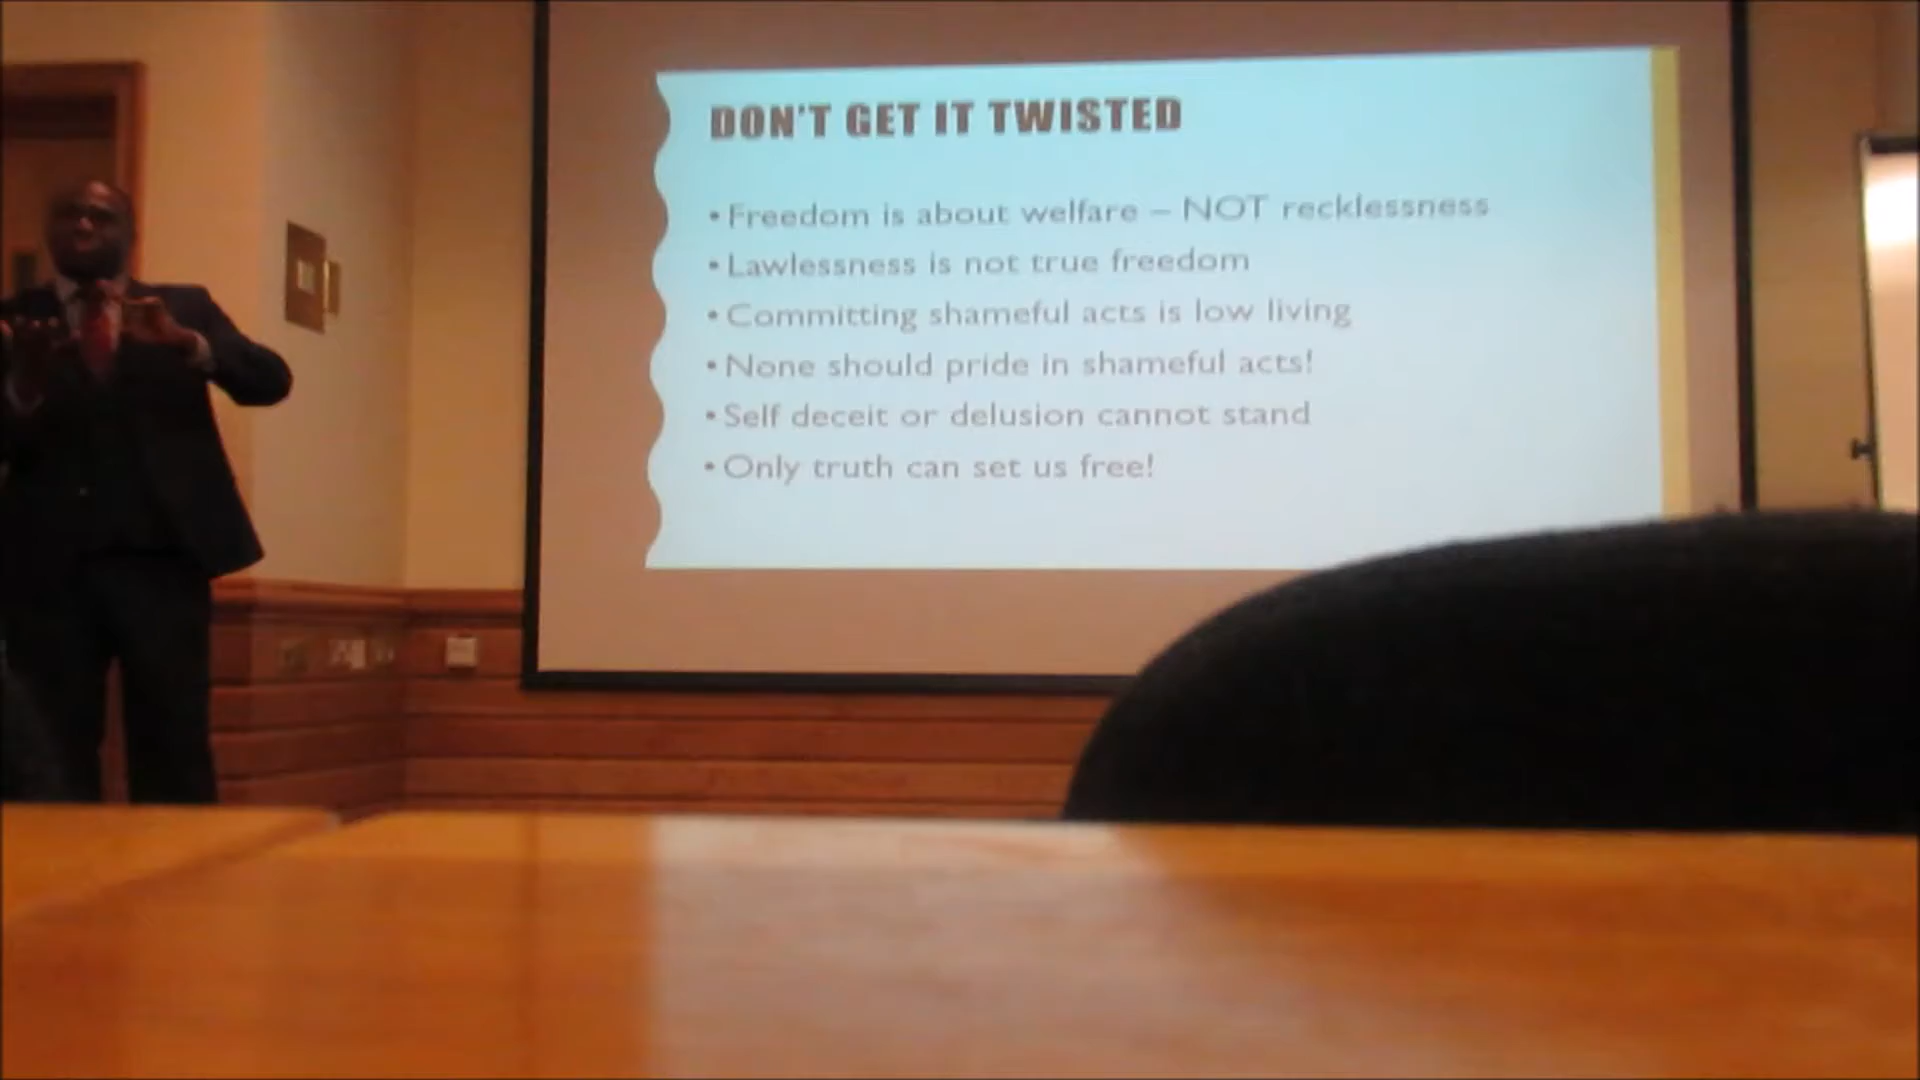 DON'T GET IT TWISTED
• Freedom is about welfare – NOT recklessness
• Lawlessness is not true freedom
• Committing shameful acts is low living
• None should pride in shameful acts!
• Self deceit or delusion cannot stand
• Only truth can set us free!